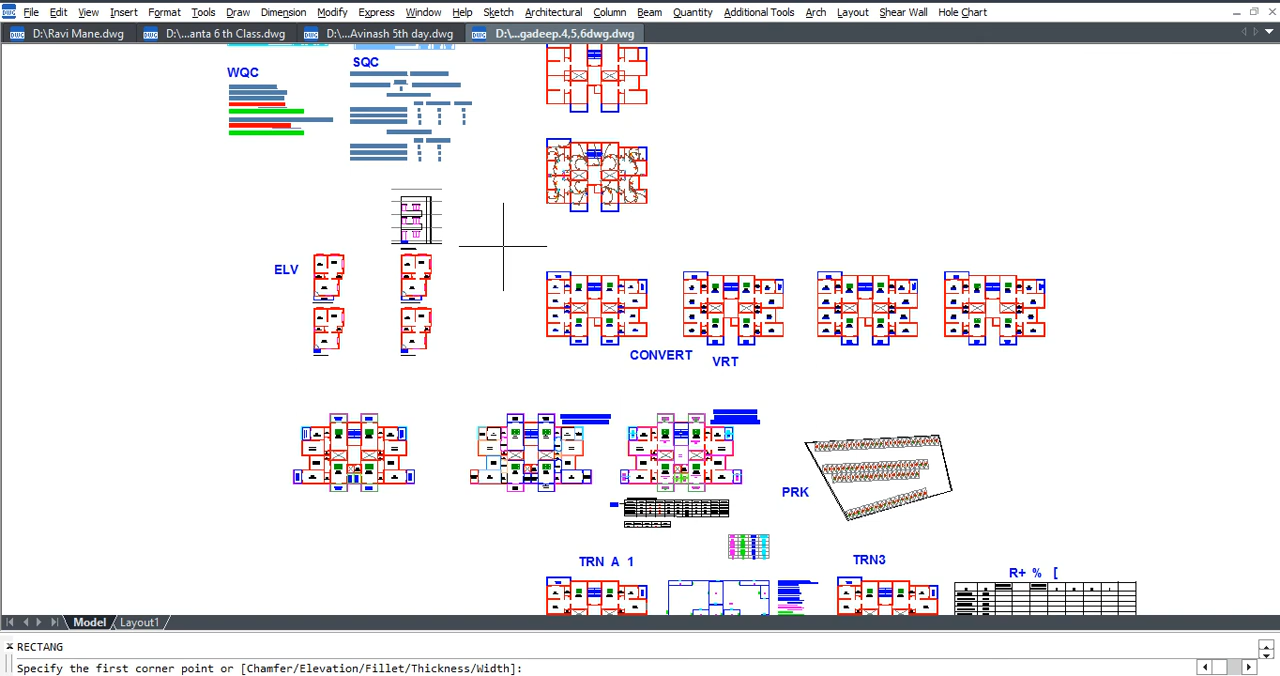 File Edit View Insert Format Tools Draw Dimension Modify Express Window Help Sketch Architectural Column Beam Quantity Additional Tools Arch Layout Shear Wall Hole Chart
D:\Ravi Mane.dwg D:\...anta 6 th Class.dwg D:\...Avinash 5th day.dwg D:\...gadeep.4,5,6dwg.dwg
WQC SQC
ELV
CONVERT VRT
PRK
TRN A 1 TRN3
R+ % [
Model Layout1
RECTANG
Specify the first corner point or [Chamfer/Elevation/Fillet/Thickness/Width]: